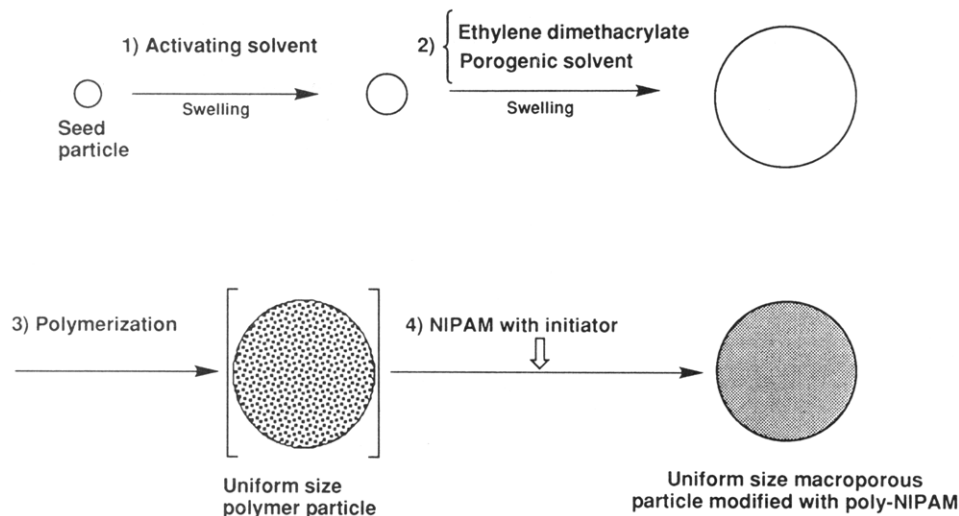 1) Activating solvent
Swelling
Seed
particle
2) { Ethylene dimethacrylate
Porogenic solvent
Swelling
3) Polymerization
Uniform size
polymer particle
4) NIPAM with initiator
Uniform size macroporous
particle modified with poly-NIPAM